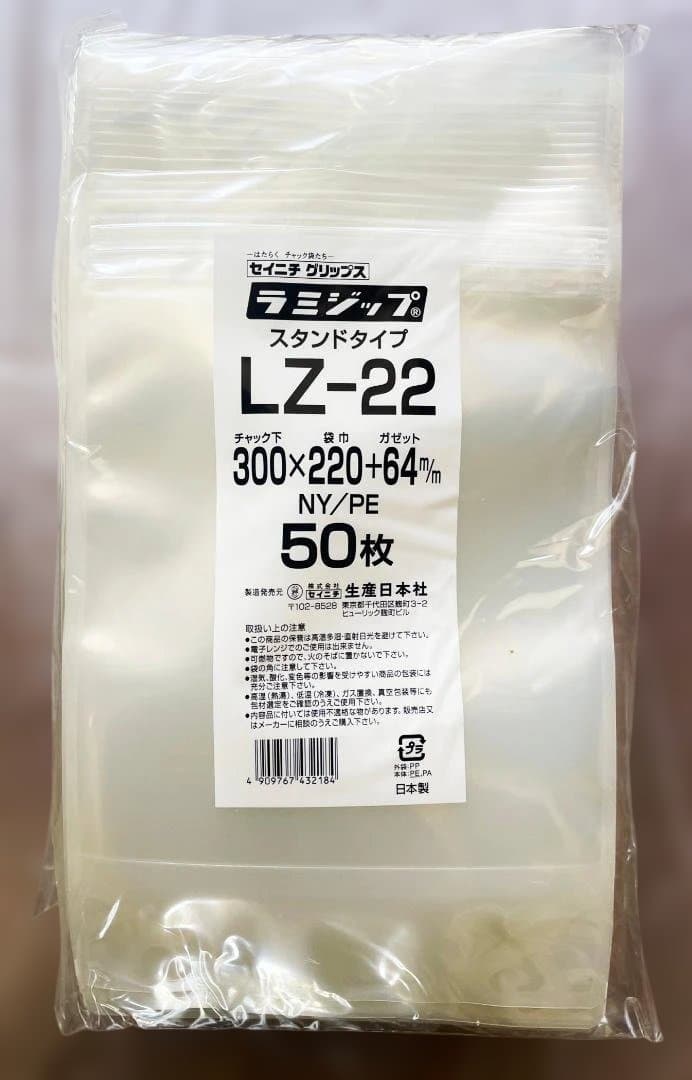 —はたらく チャック袋たち—
セイニチ グリップス
ラミジップ®
スタンドタイプ
LZ-22
チャック下 袋巾 ガゼット
300×220+64m/m
NY/PE
50枚
製造発売元 株式会社 セイニチ 生産日本社
〒102-8528 東京都千代田区麹町3-2
ヒューリック麹町ビル
取扱い上の注意
●この商品の保管は高温多湿・直射日光を避けて下さい。
●電子レンジでのご使用は出来ません。
●可燃物ですので、火のそばに置かないで下さい。
●袋の角に注意して下さい。
●湿気、酸化、変色等の影響を受けやすい商品の包装には
充分ご注意下さい。
●高温(熱湯)、低温(冷凍)、ガス置換、真空包装等にも
包材選定をご確認のうえご使用下さい。
●内容品に付いては使用不適格な物があります。販売店又
はメーカーに相談のうえご購入下さい。
4 909767 432184
プラ
外袋:PP
本体:PE,PA
日本製